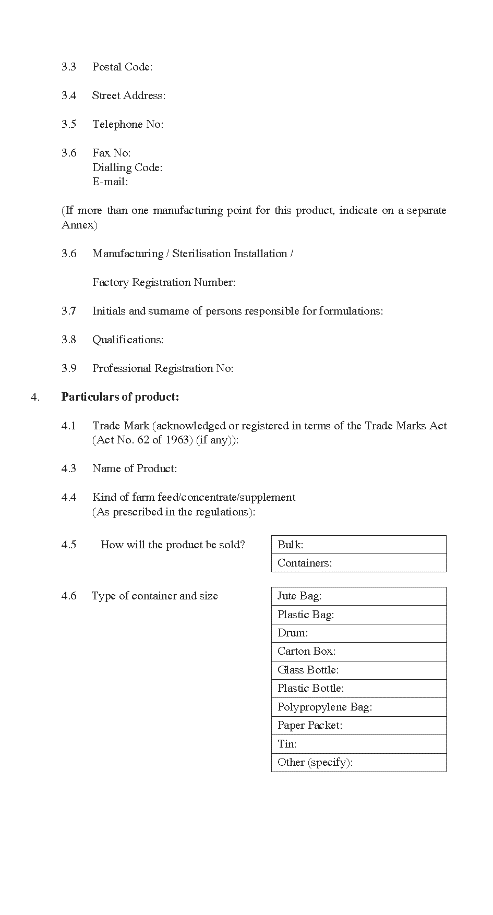 3.3 Postal Code:
3.4 Street Address:
3.5 Telephone No:
3.6 Fax No:
Dialling Code:
E-mail:
(If more than one manufacturing point for this product, indicate on a separate
Annex)
3.6 Manufacturing / Sterilisation Installation /
Factory Registration Number:
3.7 Initials and surname of persons responsible for formulations:
3.8 Qualifications:
3.9 Professional Registration No:
4. Particulars of product:
4.1 Trade Mark (acknowledged or registered in terms of the Trade Marks Act
(Act No. 62 of 1963) (if any)):
4.3 Name of Product:
4.4 Kind of farm feed/concentrate/supplement
(As prescribed in the regulations):
4.5 How will the product be sold? Bulk:
Containers:
4.6 Type of container and size Jute Bag:
Plastic Bag:
Drum:
Carton Box:
Glass Bottle:
Plastic Bottle:
Polypropylene Bag:
Paper Packet:
Tin:
Other (specify):